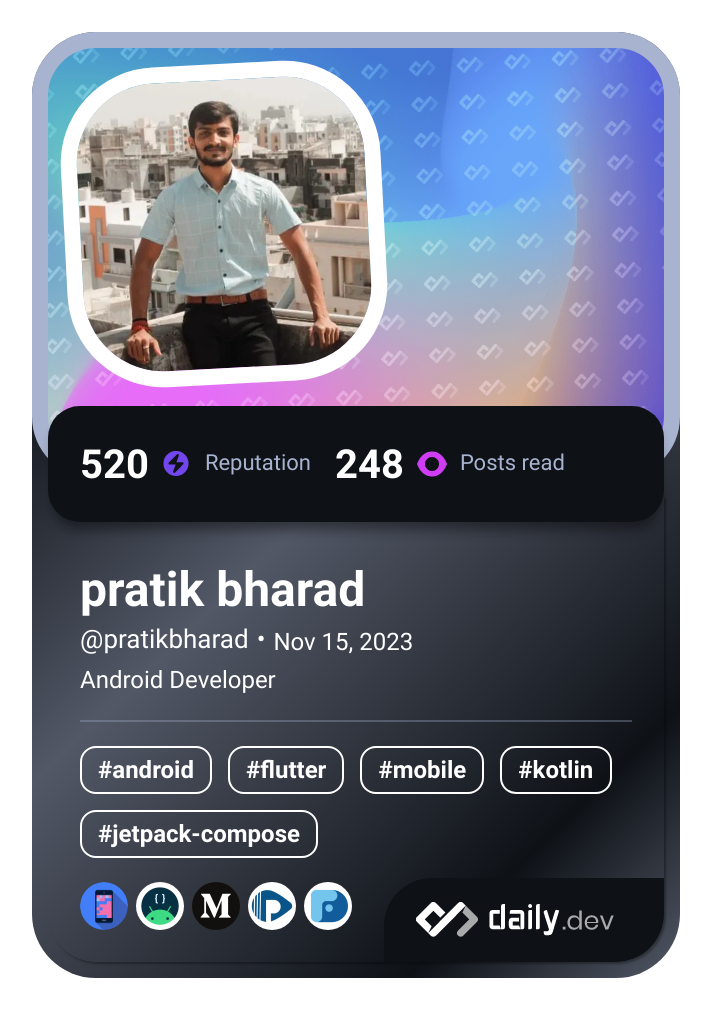 520 Reputation 248 Posts read
pratik bharad
@pratikbharad • Nov 15, 2023
Android Developer
#android #flutter #mobile #kotlin
#jetpack-compose
{} M daily.dev